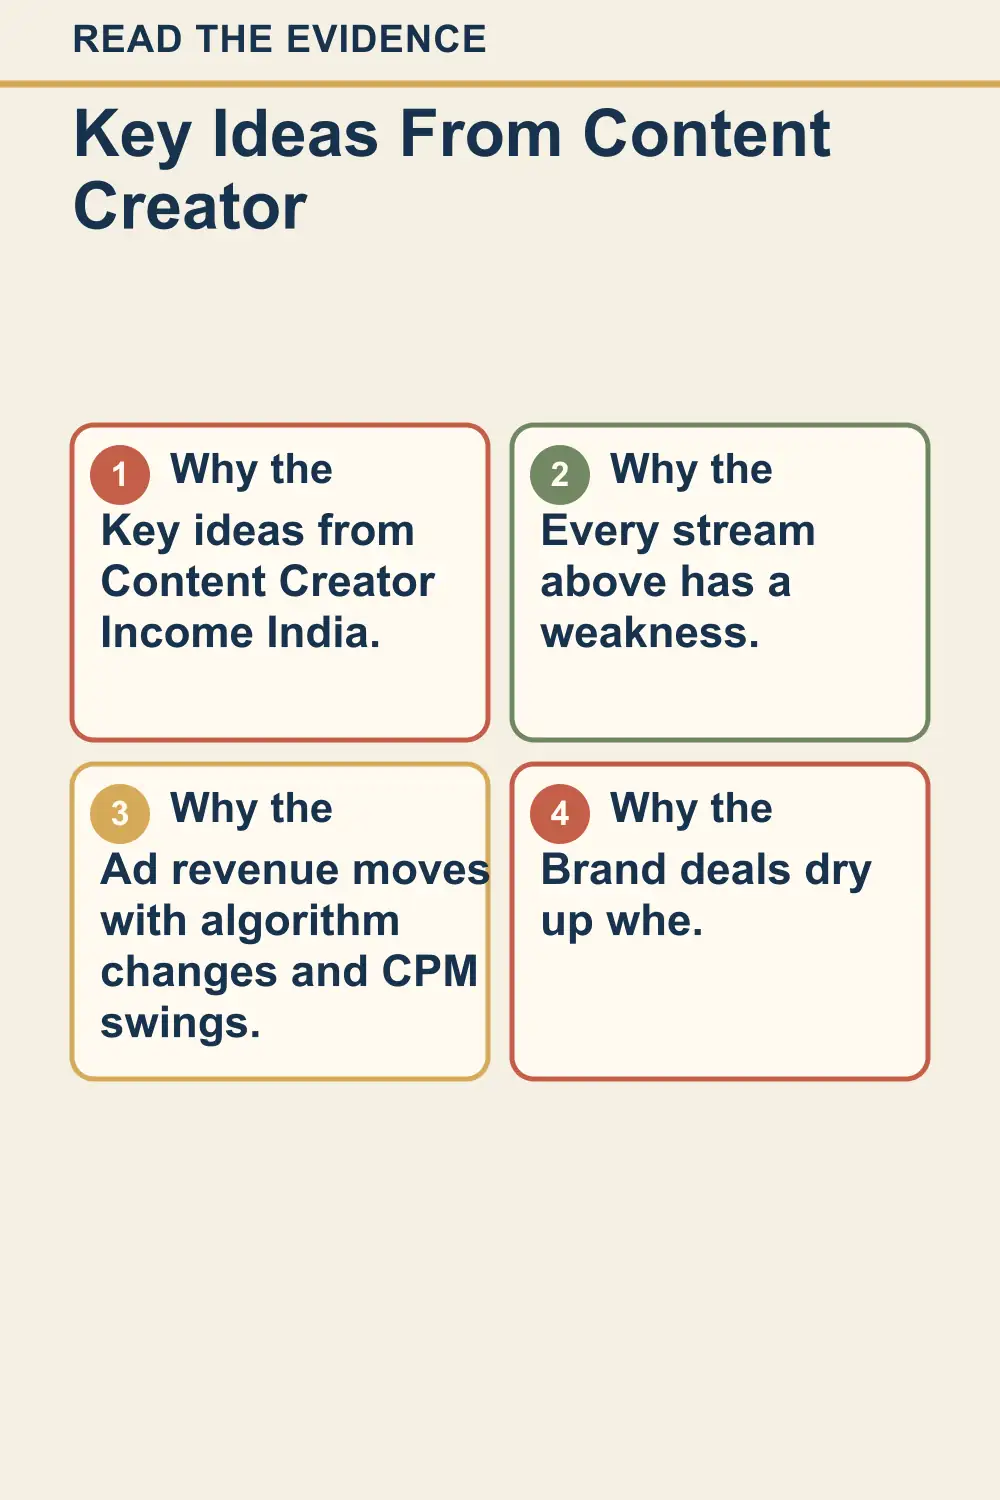 READ THE EVIDENCE
Key Ideas From Content
Creator
1 Why the
Key ideas from
Content Creator
Income India.
2 Why the
Every stream
above has a
weakness.
3 Why the
Ad revenue moves
with algorithm
changes and CPM
swings.
4 Why the
Brand deals dry
up whe.